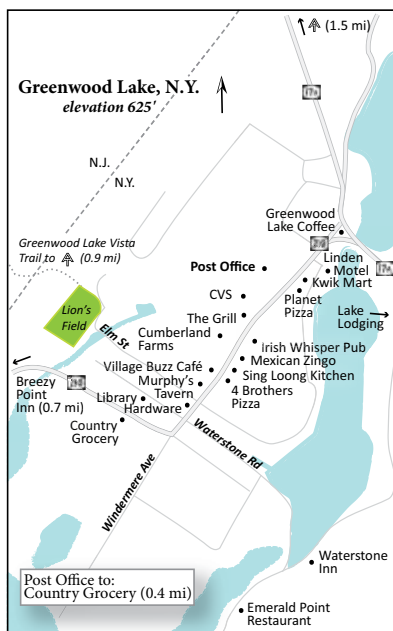 (1.5 mi)
Greenwood Lake, N.Y.
elevation 625'
17A
N.J.
N.Y.
Greenwood
Lake Coffee
Greenwood Lake Vista
Trail to (0.9 mi)
Post Office
Linden
Motel
17A
Kwik Mart
CVS
Planet
Pizza
Lion's
Field
The Grill
Lake
Lodging
Elm St
Cumberland
Farms
Irish Whisper Pub
Mexican Zingo
Village Buzz Café
Sing Loong Kitchen
Breezy
Point
Inn (0.7 mi)
Murphy's
Tavern
4 Brothers
Pizza
Library
Hardware
Country
Grocery
Waterstone Rd
Windermere Ave
Waterstone
Inn
Post Office to:
Country Grocery (0.4 mi)
Emerald Point
Restaurant